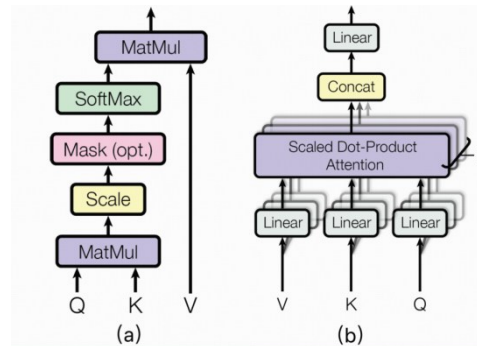 MatMul
SoftMax
Mask (opt.)
Scale
MatMul
Q K V
(a)
Linear
Concat
Scaled Dot-Product
Attention
Linear Linear Linear
V K Q
(b)